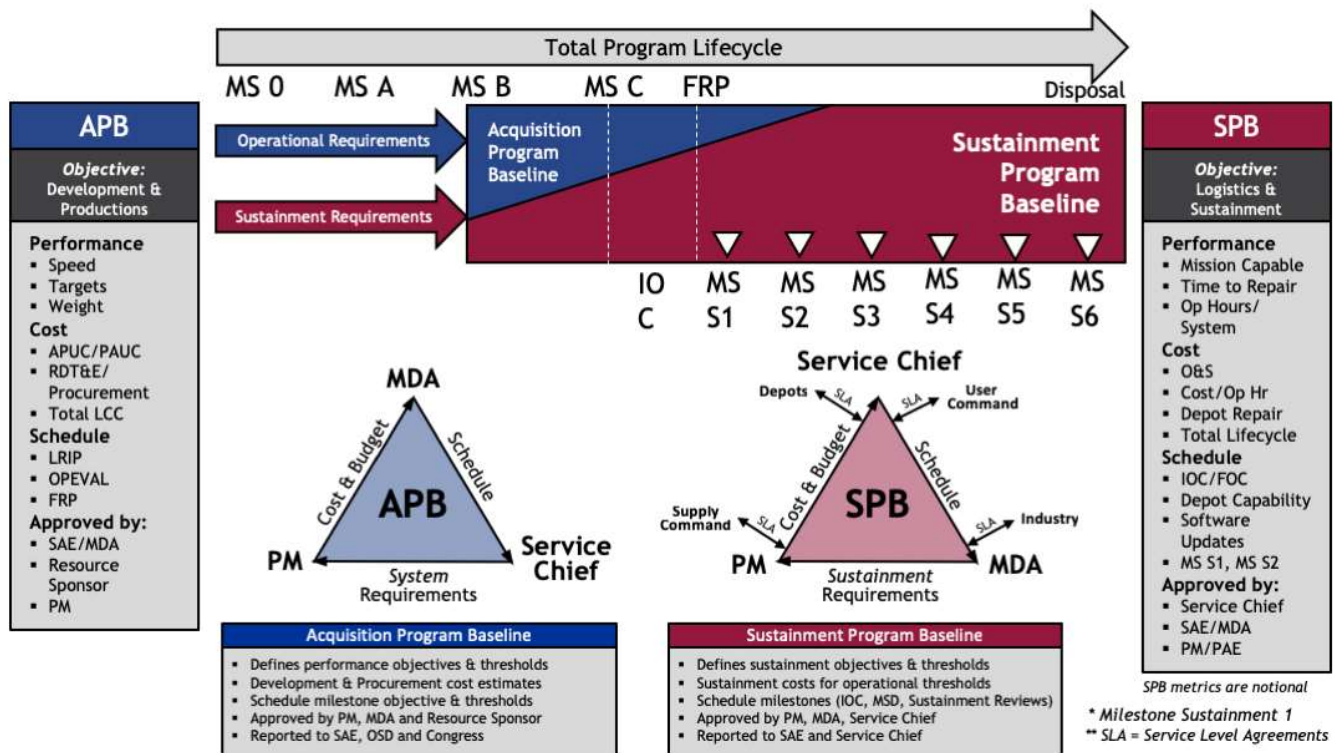 Total Program Lifecycle
MS 0 MS A MS B MS C FRP Disposal
APB
Objective:
Development &
Productions
Performance
▪ Speed
▪ Targets
▪ Weight
Cost
▪ APUC/PAUC
▪ RDT&E/
Procurement
▪ Total LCC
Schedule
▪ LRIP
▪ OPEVAL
▪ FRP
Approved by:
▪ SAE/MDA
▪ Resource
Sponsor
▪ PM
Operational Requirements
Sustainment Requirements
Acquisition
Program
Baseline
Sustainment
Program
Baseline
IO
C
MS
S1
MS
S2
MS
S3
MS
S4
MS
S5
MS
S6
MDA
Cost & Budget
Schedule
APB
PM
Service
Chief
System
Requirements
Service Chief
Depots
SLA
SLA
User
Command
Cost & Budget
Schedule
SPB
Supply
Command
SLA
SLA
Industry
PM
MDA
Sustainment
Requirements
Acquisition Program Baseline
▪ Defines performance objectives & thresholds
▪ Development & Procurement cost estimates
▪ Schedule milestone objective & thresholds
▪ Approved by PM, MDA and Resource Sponsor
▪ Reported to SAE, OSD and Congress
Sustainment Program Baseline
▪ Defines sustainment objectives & thresholds
▪ Sustainment costs for operational thresholds
▪ Schedule milestones (IOC, MSD, Sustainment Reviews)
▪ Approved by PM, MDA, Service Chief
▪ Reported to SAE and Service Chief
SPB
Objective:
Logistics &
Sustainment
Performance
▪ Mission Capable
▪ Time to Repair
▪ Op Hours/
System
Cost
▪ O&S
▪ Cost/Op Hr
▪ Depot Repair
▪ Total Lifecycle
Schedule
▪ IOC/FOC
▪ Depot Capability
▪ Software
Updates
▪ MS S1, MS S2
Approved by:
▪ Service Chief
▪ SAE/MDA
▪ PM/PAE
SPB metrics are notional
* Milestone Sustainment 1
** SLA = Service Level Agreements